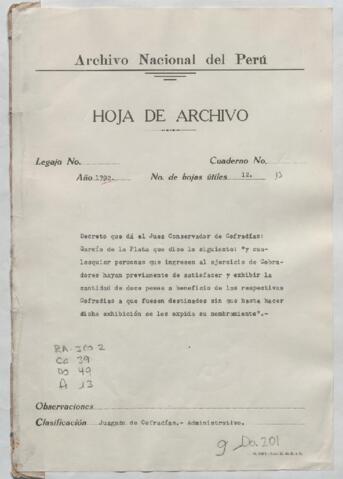 Archivo Nacional del Perú
HOJA DE ARCHIVO
Legajo No. Cuaderno No.
Año 1792. No. de hojas útiles 12. 13
Decreto que dá el Juez Conservador de Cofradías:
García de la Plata que dice lo siguiente: "y cua-
lesquier personas que ingresen al ejercicio de Cobra-
dores hayan previamente de satisfacer y exhibir la
cantidad de doce pesos a beneficio de las respectivas
Cofradías a que fuesen destinados sin que hasta hacer
dicha exhibición se les expida su nombramiento".-
RA-JCO 2
Ca 39
Do 49
A 13
Observaciones
Clasificación Juzgado de Cofradías.- Administrativo.
Do. 201